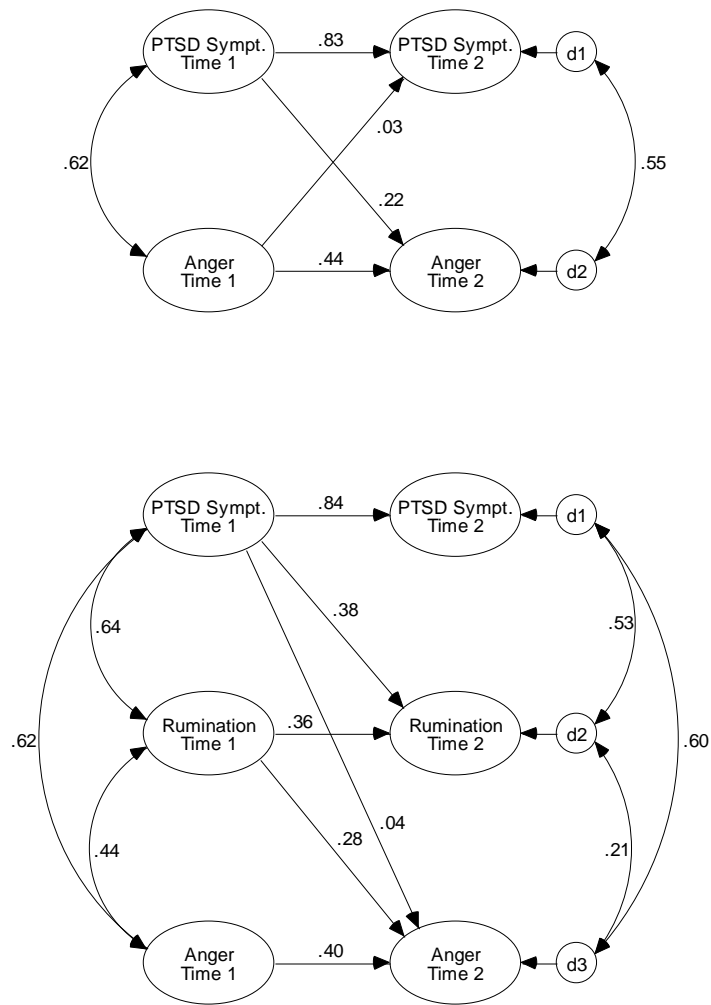 PTSD Sympt.
Time 1
.83
PTSD Sympt.
Time 2
d1
.03
.62
.55
.22
Anger
Time 1
.44
Anger
Time 2
d2
PTSD Sympt.
Time 1
.84
PTSD Sympt.
Time 2
d1
.38
.64
.53
Rumination
Time 1
.36
Rumination
Time 2
d2
.62
.60
.04
.28
.44
.21
Anger
Time 1
.40
Anger
Time 2
d3